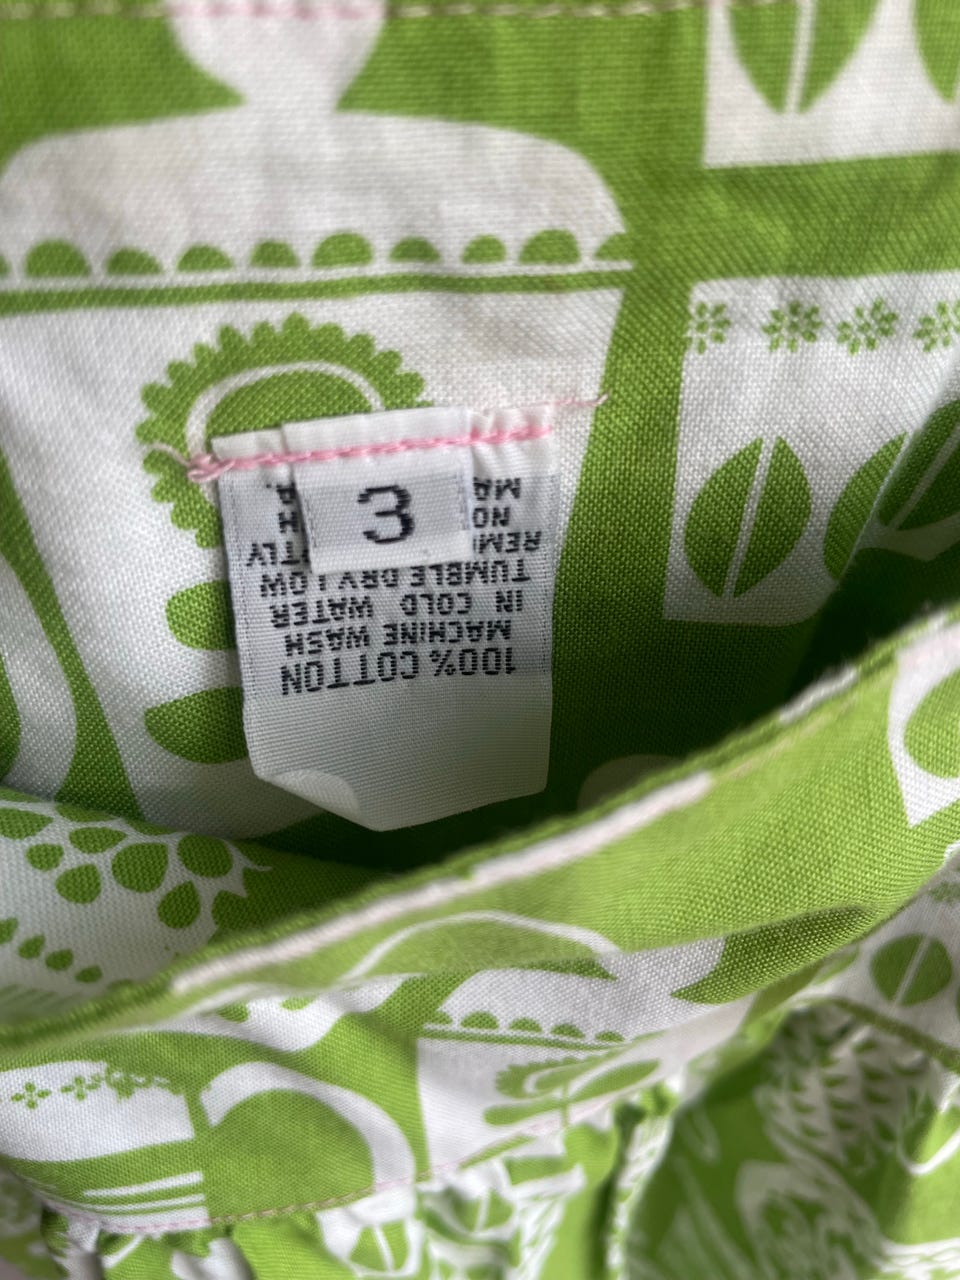 3
100% COTTON
MACHINE WASH
IN COLD WATER
TUMBLE DRY LOW